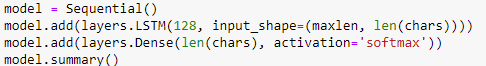 model = Sequential()
model.add(layers.LSTM(128, input_shape=(maxlen, len(chars))))
model.add(layers.Dense(len(chars), activation='softmax'))
model.summary()